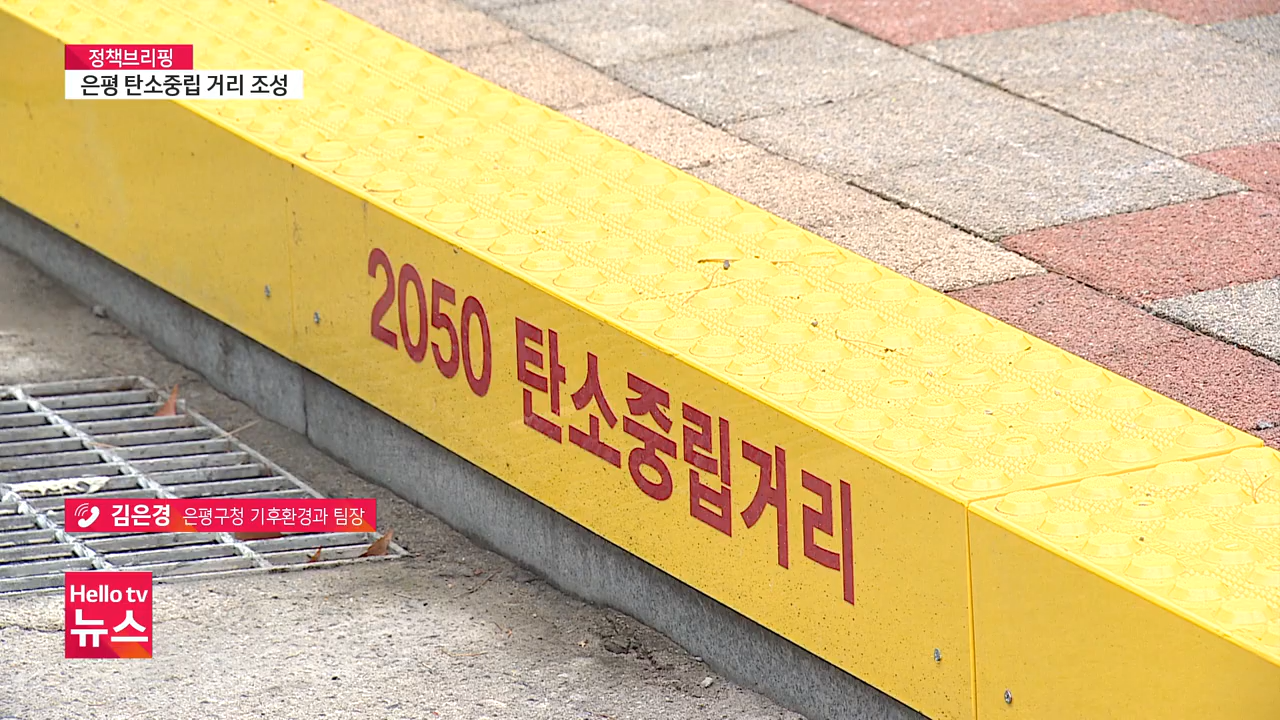 정책브리핑
은평 탄소중립 거리 조성
2050 탄소중립거리
김은경 은평구청 기후환경과 팀장
Hello tv
뉴스